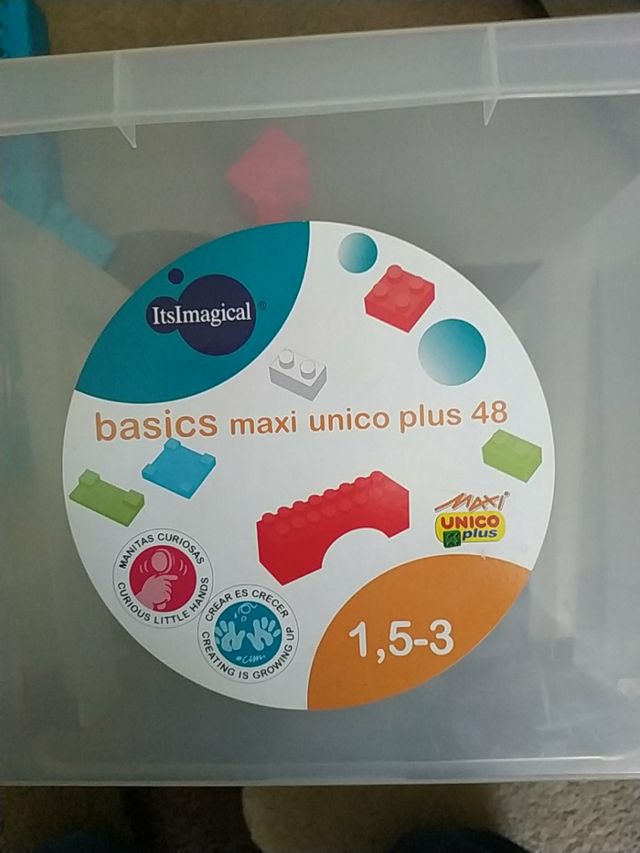 ItsImagical®
basics maxi unico plus 48
MAXI
UNICO
plus
MANITAS CURIOSAS
CURIOUS LITTLE HANDS
CREAR ES CRECER
CREATING IS GROWING UP
1,5-3